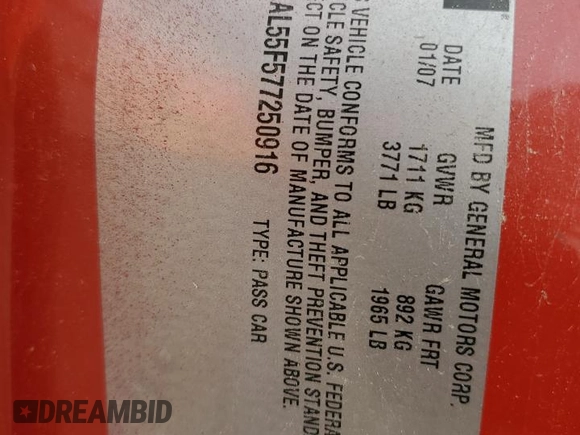 MFD BY GENERAL MOTORS CORP.
DATE GVWR GAWR FRT
01/07 1711 KG 892 KG
3771 LB 1965 LB
VEHICLE CONFORMS TO ALL APPLICABLE U.S. FEDERA
CLE SAFETY, BUMPER, AND THEFT PREVENTION STAND
ECT ON THE DATE OF MANUFACTURE SHOWN ABOVE.
AL55F577250916 TYPE: PASS CAR
DREAMBID